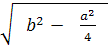 √(b² − a²/4)